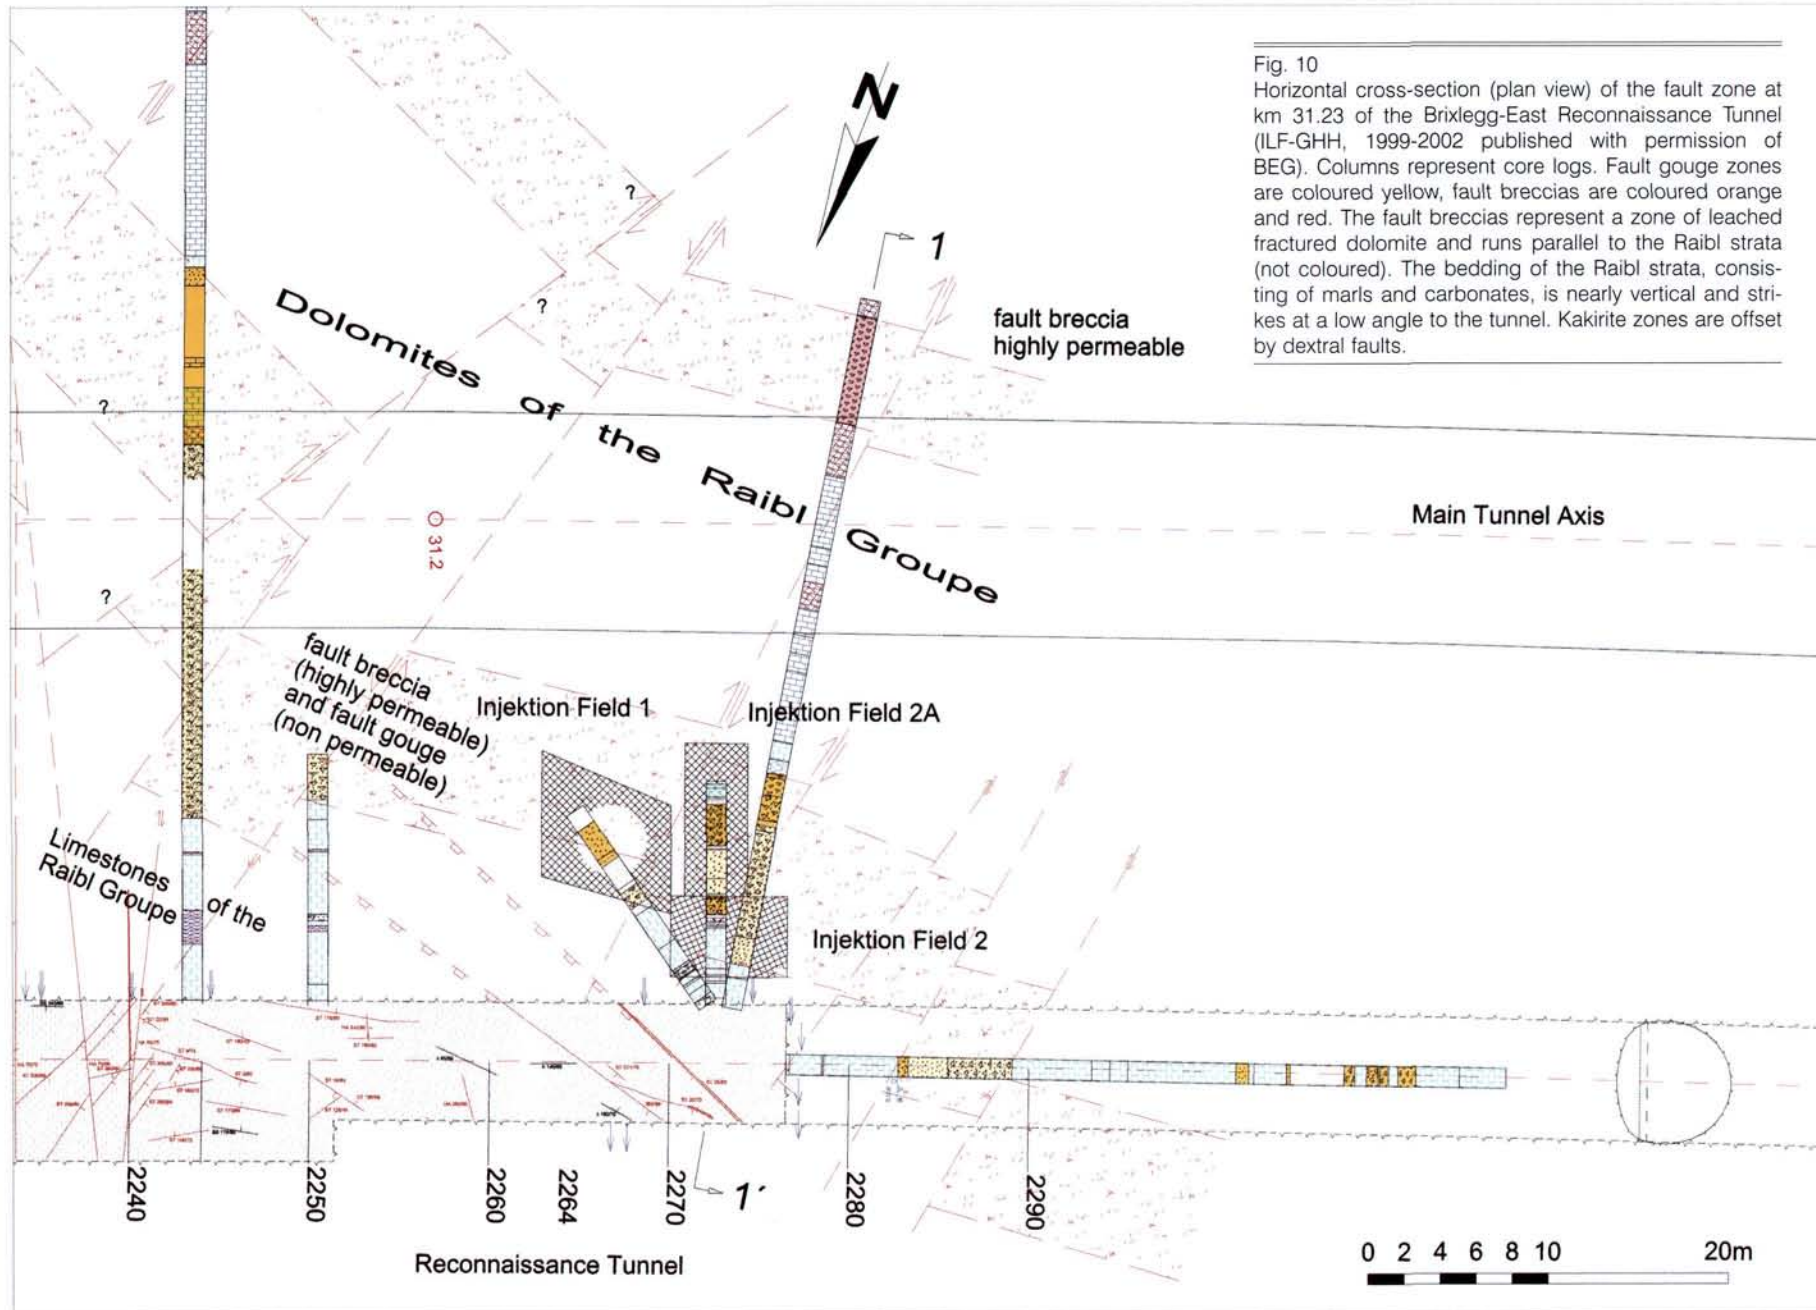 Fig. 10
Horizontal cross-section (plan view) of the fault zone at
km 31.23 of the Brixlegg-East Reconnaissance Tunnel
(ILF-GHH, 1999-2002 published with permission of
BEG). Columns represent core logs. Fault gouge zones
are coloured yellow, fault breccias are coloured orange
and red. The fault breccias represent a zone of leached
fractured dolomite and runs parallel to the Raibl strata
(not coloured). The bedding of the Raibl strata, consis-
ting of marls and carbonates, is nearly vertical and stri-
kes at a low angle to the tunnel. Kakirite zones are offset
by dextral faults.
N
?
1
?
fault breccia
highly permeable
Dolomites of the Raibl Groupe
?
Main Tunnel Axis
31.2
?
fault breccia
(highly permeable)
and fault gouge
(non permeable)
Injektion Field 1
Injektion Field 2A
Limestones of the
Raibl Groupe
Injektion Field 2
2240
2250
2260
2264
2270
1´
2280
2290
Reconnaissance Tunnel
0 2 4 6 8 10 20m